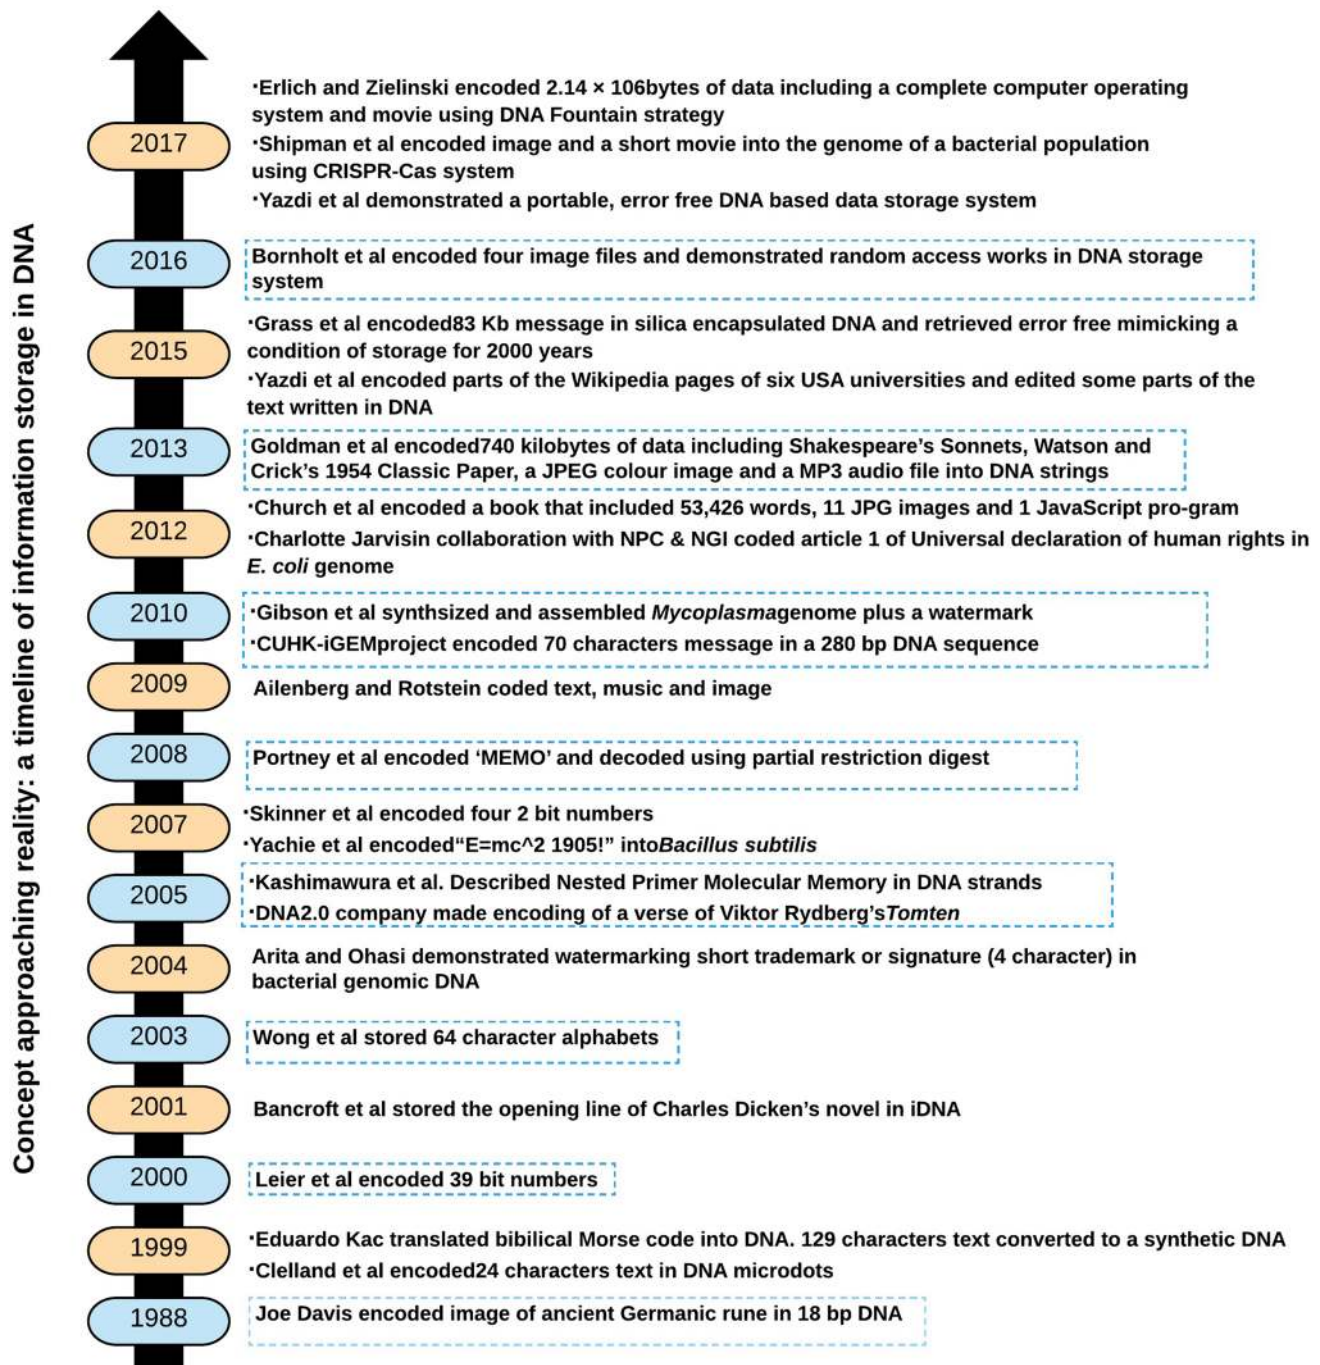 Concept approaching reality: a timeline of information storage in DNA
2017
·Erlich and Zielinski encoded 2.14 × 106bytes of data including a complete computer operating
system and movie using DNA Fountain strategy
·Shipman et al encoded image and a short movie into the genome of a bacterial population
using CRISPR-Cas system
·Yazdi et al demonstrated a portable, error free DNA based data storage system
2016
Bornholt et al encoded four image files and demonstrated random access works in DNA storage
system
2015
·Grass et al encoded83 Kb message in silica encapsulated DNA and retrieved error free mimicking a
condition of storage for 2000 years
·Yazdi et al encoded parts of the Wikipedia pages of six USA universities and edited some parts of the
text written in DNA
2013
Goldman et al encoded740 kilobytes of data including Shakespeare's Sonnets, Watson and
Crick's 1954 Classic Paper, a JPEG colour image and a MP3 audio file into DNA strings
2012
·Church et al encoded a book that included 53,426 words, 11 JPG images and 1 JavaScript pro-gram
·Charlotte Jarvisin collaboration with NPC & NGI coded article 1 of Universal declaration of human rights in
E. coli genome
2010
·Gibson et al synthsized and assembled Mycoplasmagenome plus a watermark
·CUHK-iGEMproject encoded 70 characters message in a 280 bp DNA sequence
2009
Ailenberg and Rotstein coded text, music and image
2008
Portney et al encoded ‘MEMO’ and decoded using partial restriction digest
2007
·Skinner et al encoded four 2 bit numbers
·Yachie et al encoded“E=mc^2 1905!” intoBacillus subtilis
2005
·Kashimawura et al. Described Nested Primer Molecular Memory in DNA strands
·DNA2.0 company made encoding of a verse of Viktor Rydberg’sTomten
2004
Arita and Ohasi demonstrated watermarking short trademark or signature (4 character) in
bacterial genomic DNA
2003
Wong et al stored 64 character alphabets
2001
Bancroft et al stored the opening line of Charles Dicken’s novel in iDNA
2000
Leier et al encoded 39 bit numbers
1999
·Eduardo Kac translated bibilical Morse code into DNA. 129 characters text converted to a synthetic DNA
·Clelland et al encoded24 characters text in DNA microdots
1988
Joe Davis encoded image of ancient Germanic rune in 18 bp DNA